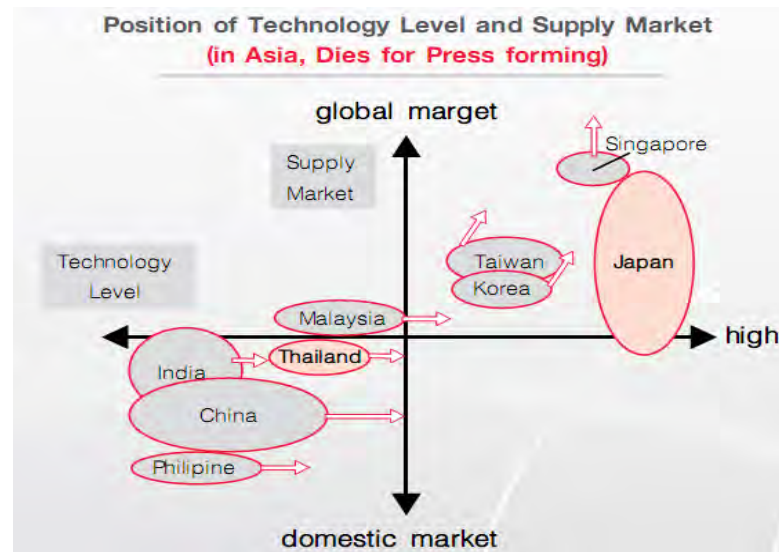 Position of Technology Level and Supply Market
(in Asia, Dies for Press forming)
global marget
Singapore
Supply
Market
Technology
Level
Taiwan
Korea
Japan
Malaysia
high
Thailand
India
China
Philipine
domestic market